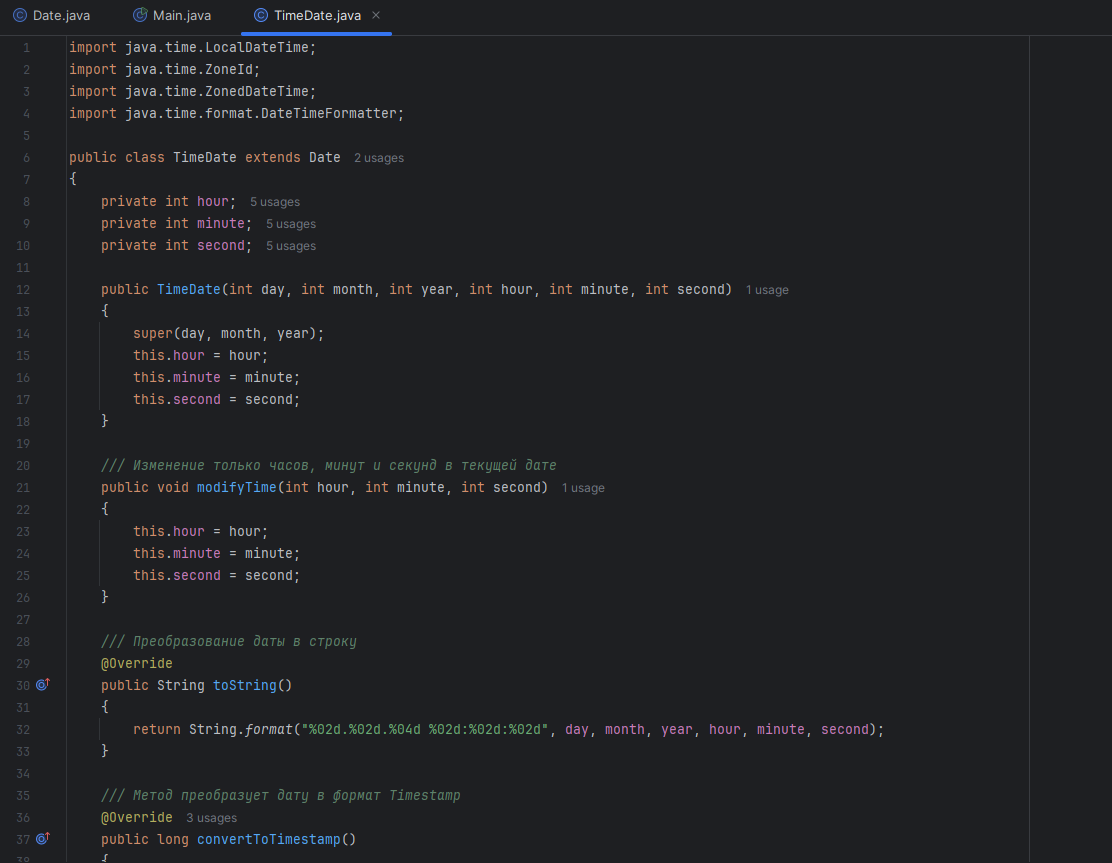 Date.java Main.java TimeDate.java
1 import java.time.LocalDateTime;
2 import java.time.ZoneId;
3 import java.time.ZonedDateTime;
4 import java.time.format.DateTimeFormatter;
5
6 public class TimeDate extends Date 2 usages
7 {
8 private int hour; 5 usages
9 private int minute; 5 usages
10 private int second; 5 usages
11
12 public TimeDate(int day, int month, int year, int hour, int minute, int second) 1 usage
13 {
14 super(day, month, year);
15 this.hour = hour;
16 this.minute = minute;
17 this.second = second;
18 }
19
20 /// Изменение только часов, минут и секунд в текущей дате
21 public void modifyTime(int hour, int minute, int second) 1 usage
22 {
23 this.hour = hour;
24 this.minute = minute;
25 this.second = second;
26 }
27
28 /// Преобразование даты в строку
29 @Override
30 public String toString()
31 {
32 return String.format("%02d.%02d.%04d %02d:%02d:%02d", day, month, year, hour, minute, second);
33 }
34
35 /// Метод преобразует дату в формат Timestamp
36 @Override 3 usages
37 public long convertToTimestamp()
38 {